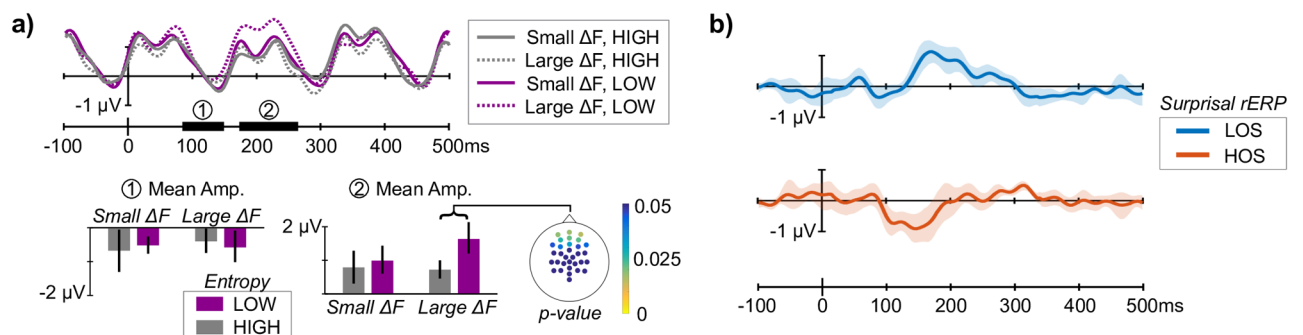 a)
-1 µV
① ②
-100 0 100 200 300 400 500ms
Small ΔF, HIGH
Large ΔF, HIGH
Small ΔF, LOW
Large ΔF, LOW
① Mean Amp.
Small ΔF Large ΔF
-2 µV
Entropy
LOW
HIGH
② Mean Amp.
2 µV
Small ΔF Large ΔF
p-value
0.05
0.025
0
b)
-1 µV
-1 µV
-100 0 100 200 300 400 500ms
Surprisal rERP
LOS
HOS